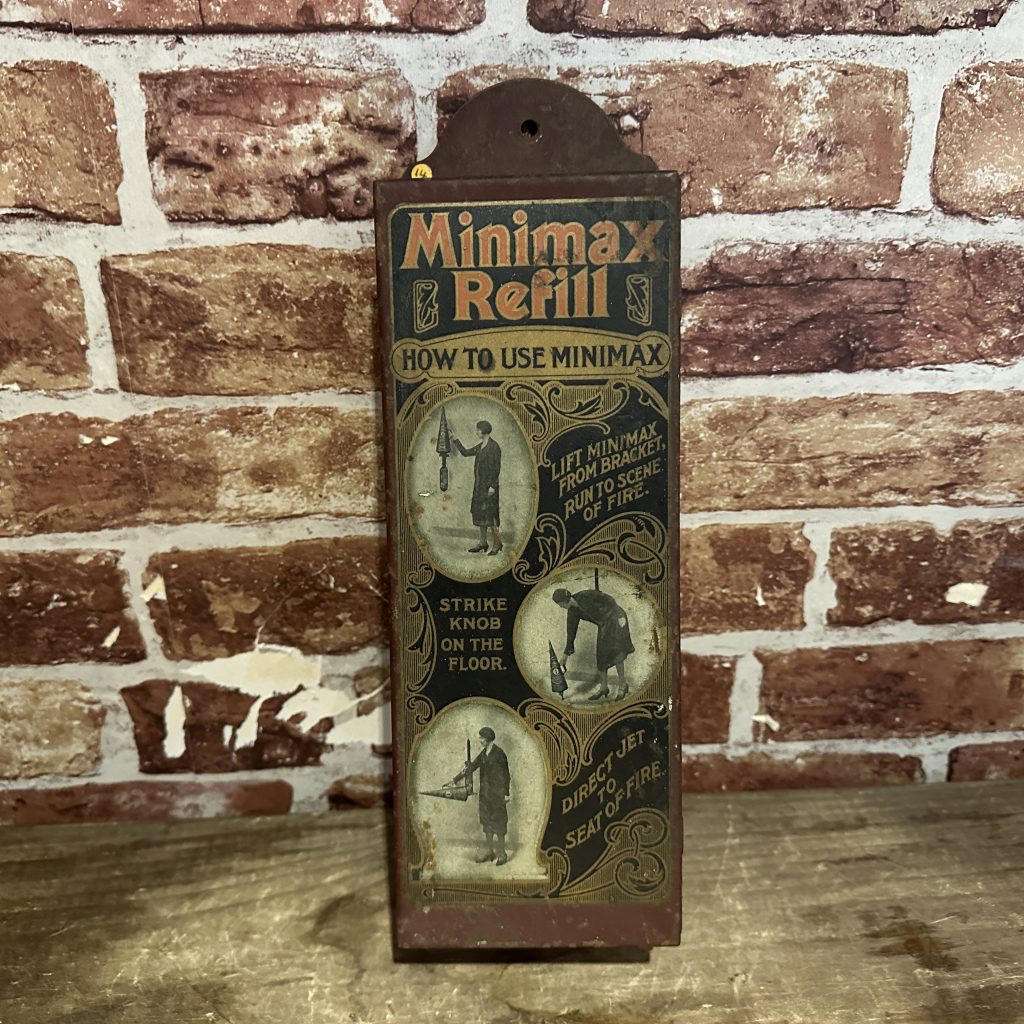 14
Minimax
Refill
HOW TO USE MINIMAX
LIFT MINIMAX
FROM BRACKET,
RUN TO SCENE
OF FIRE.
STRIKE
KNOB
ON THE
FLOOR.
DIRECT JET
TO
SEAT OF FIRE.